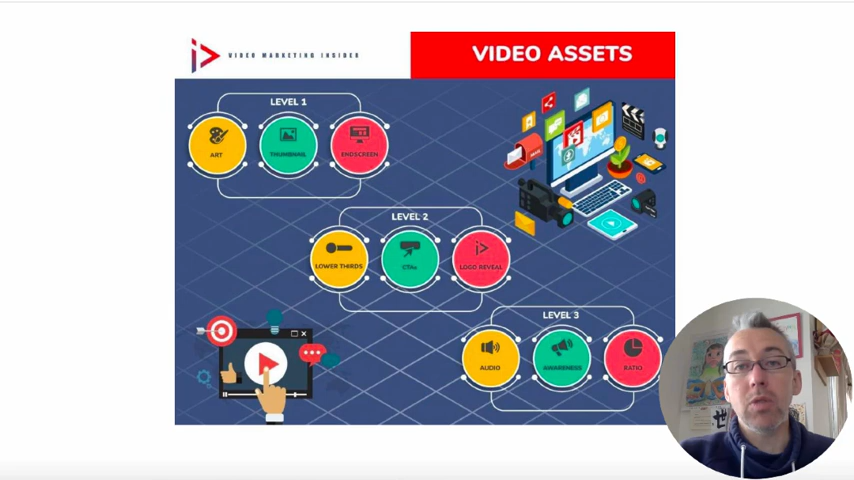 VIDEO MARKETING INSIDER
VIDEO ASSETS
LEVEL 1
ART
THUMBNAIL
ENDSCREEN
LEVEL 2
LOWER THIRDS
CTAs
LOGO REVEAL
LEVEL 3
AUDIO
AWARENESS
RATIO
世